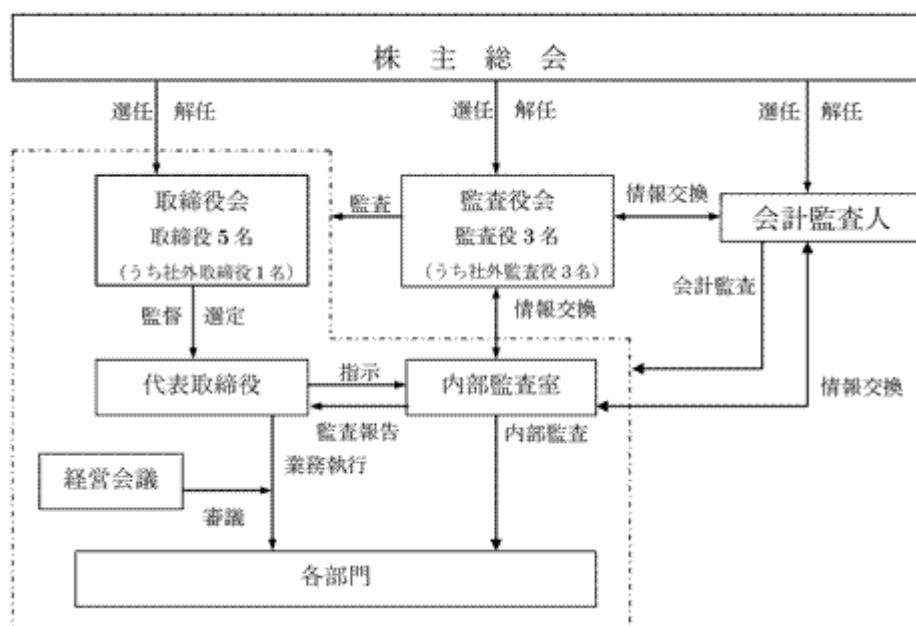 株主総会
選任 解任
選任 解任
選任 解任
取締役会
取締役5名
（うち社外取締役1名）
監査
監査役会
監査役3名
（うち社外監査役3名）
情報交換
会計監査人
監督 選定
情報交換
会計監査
代表取締役
指示
監査報告
内部監査室
情報交換
業務執行
内部監査
経営会議
審議
各部門